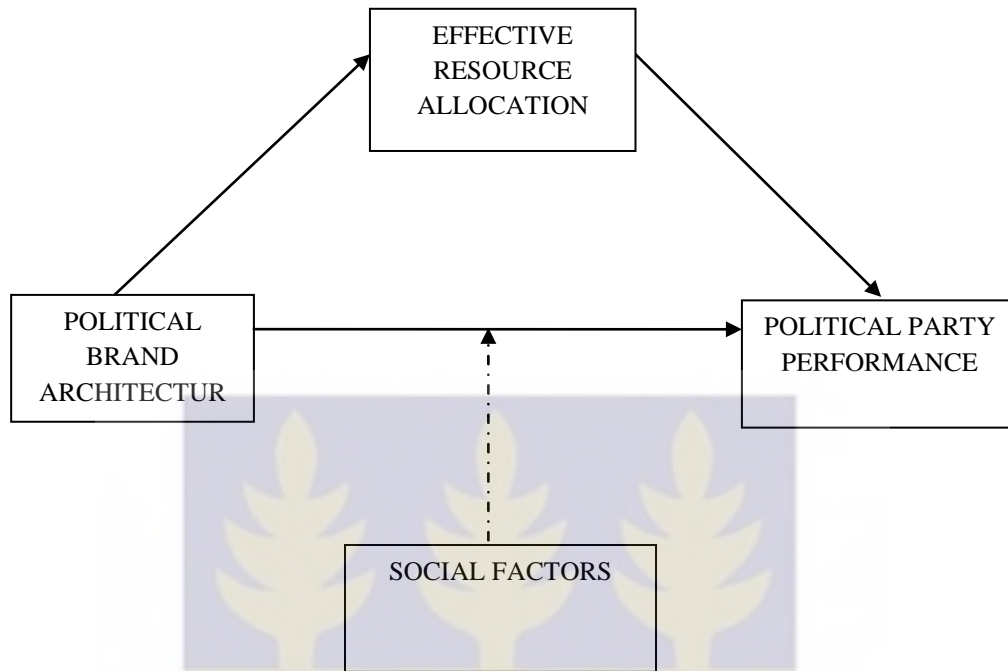 EFFECTIVE
RESOURCE
ALLOCATION
POLITICAL
BRAND
ARCHITECTUR
POLITICAL PARTY
PERFORMANCE
SOCIAL FACTORS